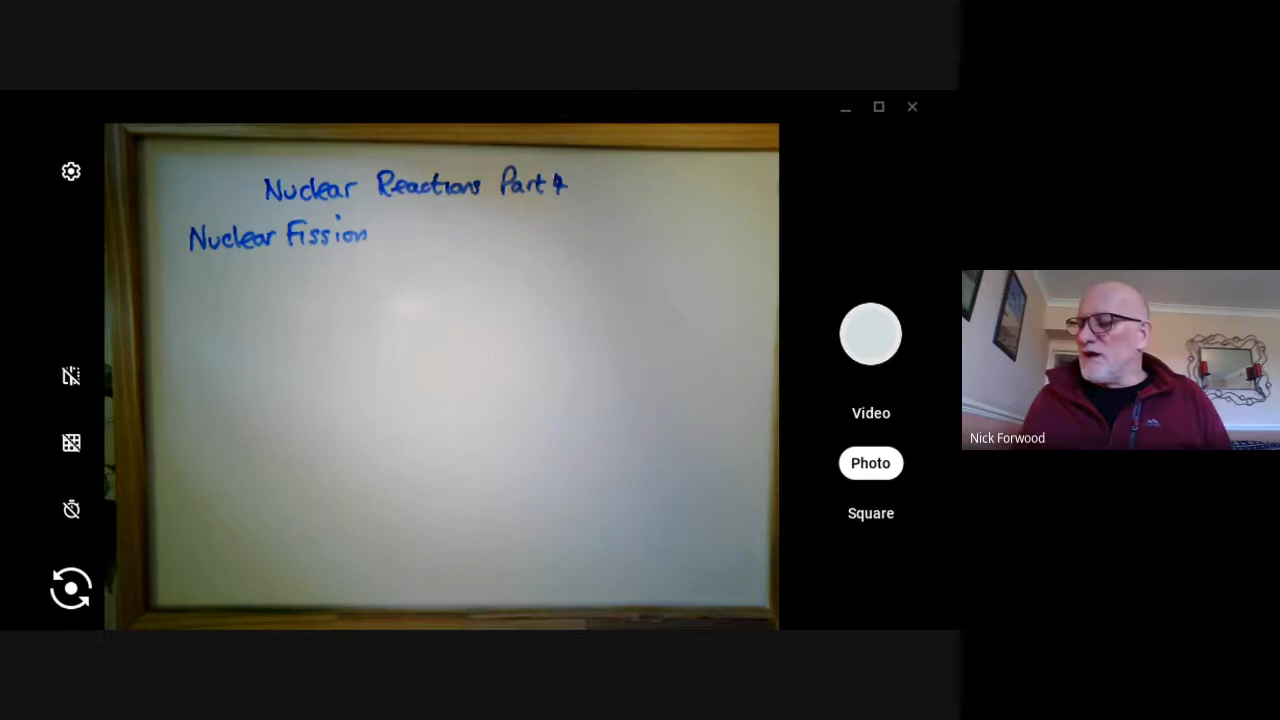 Nuclear Reactions Part 4
Nuclear Fission
Video
Photo
Square
Nick Forwood